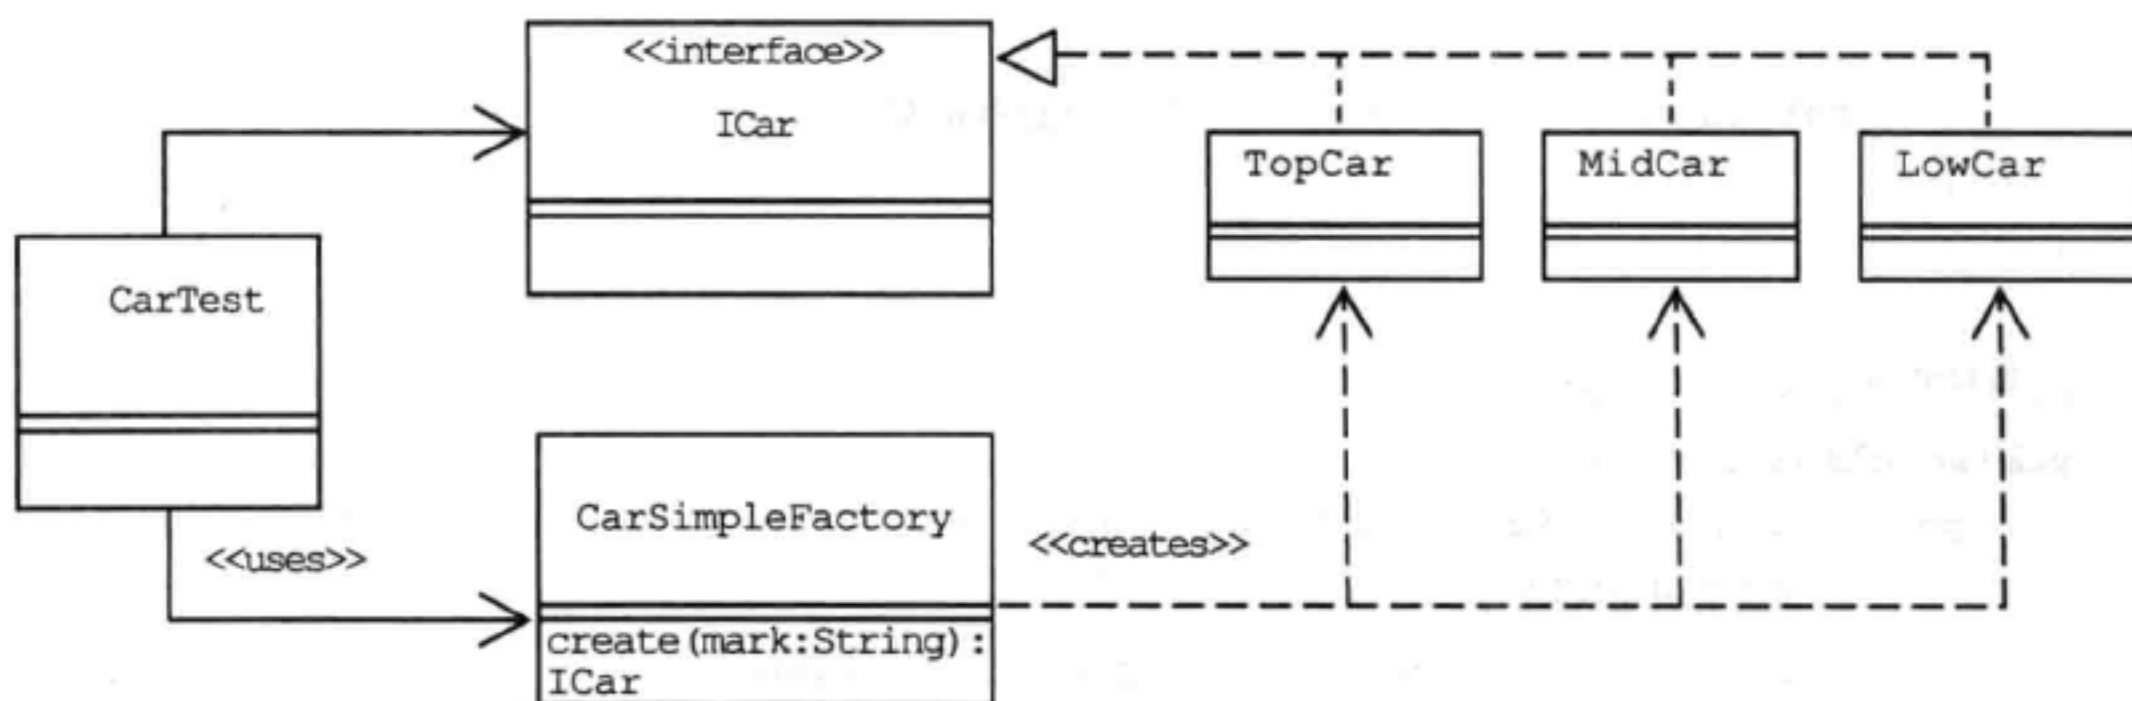 <<interface>>
ICar
TopCar
MidCar
LowCar
CarTest
<<uses>>
CarSimpleFactory
create(mark:String):
ICar
<<creates>>